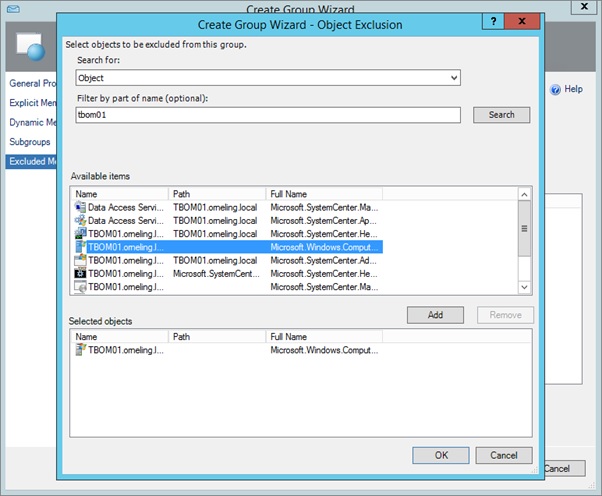 Create Group Wizard
Create Group Wizard - Object Exclusion
? X
Select objects to be excluded from this group.
Search for:
Object
Filter by part of name (optional):
tbom01
Search
Available items
Name Path Full Name
Data Access Servi... TBOM01.omeling.local Microsoft.SystemCenter.Ma...
Data Access Servi... TBOM01.omeling.local Microsoft.SystemCenter.Ap...
TBOM01.omeling.l... TBOM01.omeling.local Microsoft.SystemCenter.He...
TBOM01.omeling.l... Microsoft.Windows.Comput...
TBOM01.omeling.l... TBOM01.omeling.local Microsoft.SystemCenter.Ad...
TBOM01.omeling.l... Microsoft.SystemCent... Microsoft.SystemCenter.He...
TBOM01.omeling.l... Microsoft.SystemCenter.Ma...
Add Remove
Selected objects
Name Path Full Name
TBOM01.omeling.l... Microsoft.Windows.Comput...
OK Cancel
General Pro
Explicit Mem
Dynamic Me
Subgroups
Excluded Me
Help
Cancel